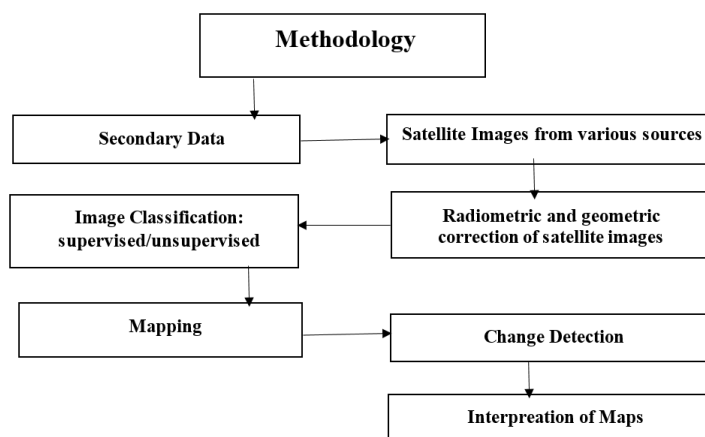 Methodology
Secondary Data
Satellite Images from various sources
Radiometric and geometric
correction of satellite images
Image Classification:
supervised/unsupervised
Mapping
Change Detection
Interpreation of Maps